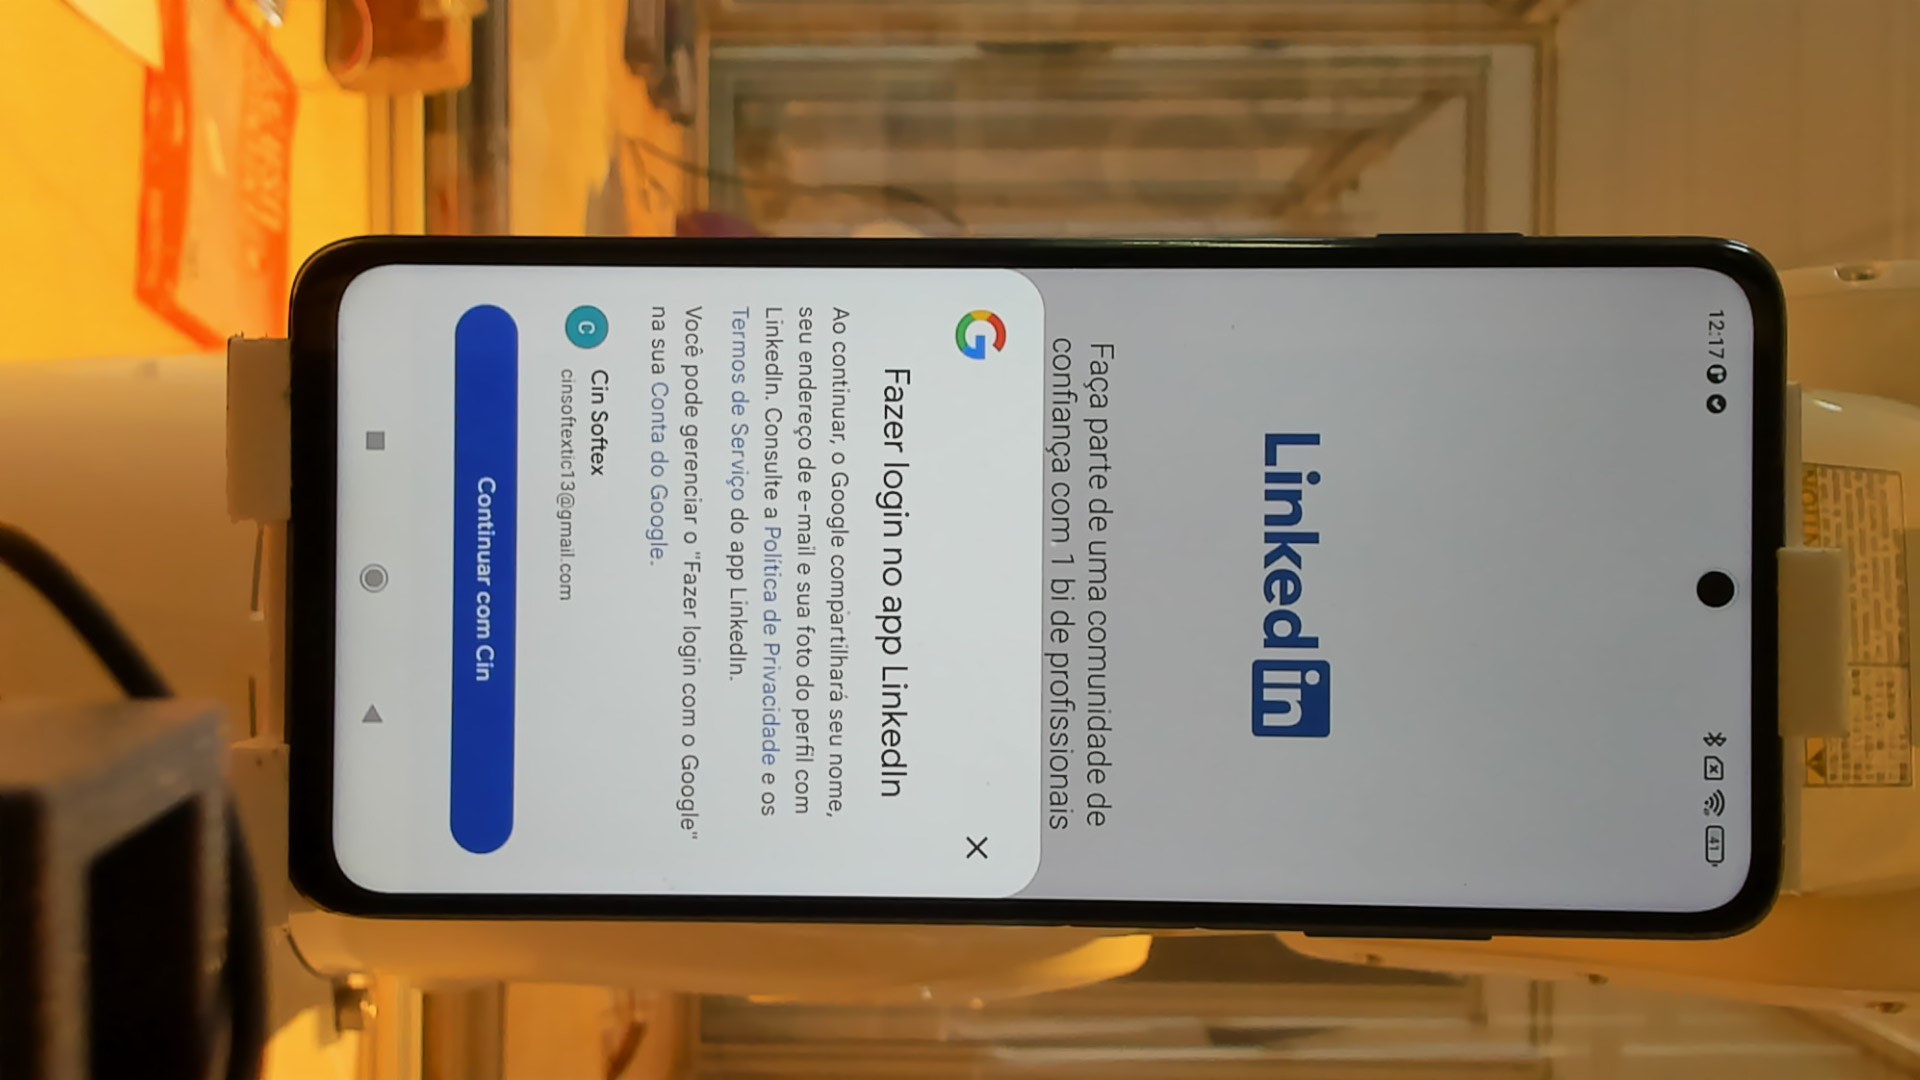 12:17
41
Linkedin
Faça parte de uma comunidade de
confiança com 1 bi de profissionais
Fazer login no app LinkedIn
Ao continuar, o Google compartilhará seu nome,
seu endereço de e-mail e sua foto do perfil com
LinkedIn. Consulte a Política de Privacidade e os
Termos de Serviço do app LinkedIn.
Você pode gerenciar o "Fazer login com o Google"
na sua Conta do Google.
C
Cin Softex
cinsoftextic13@gmail.com
Continuar com Cin